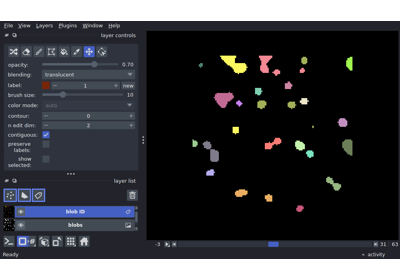 File View Layers Plugins Window Help
layer controls
opacity: 0.70
blending: translucent
label: 1 new
brush size: 10
color mode: auto
contour: 0
n edit dim: 2
contiguous:
preserve labels:
show selected:
layer list
blob ID
blobs
-3 31 63
Ready activity